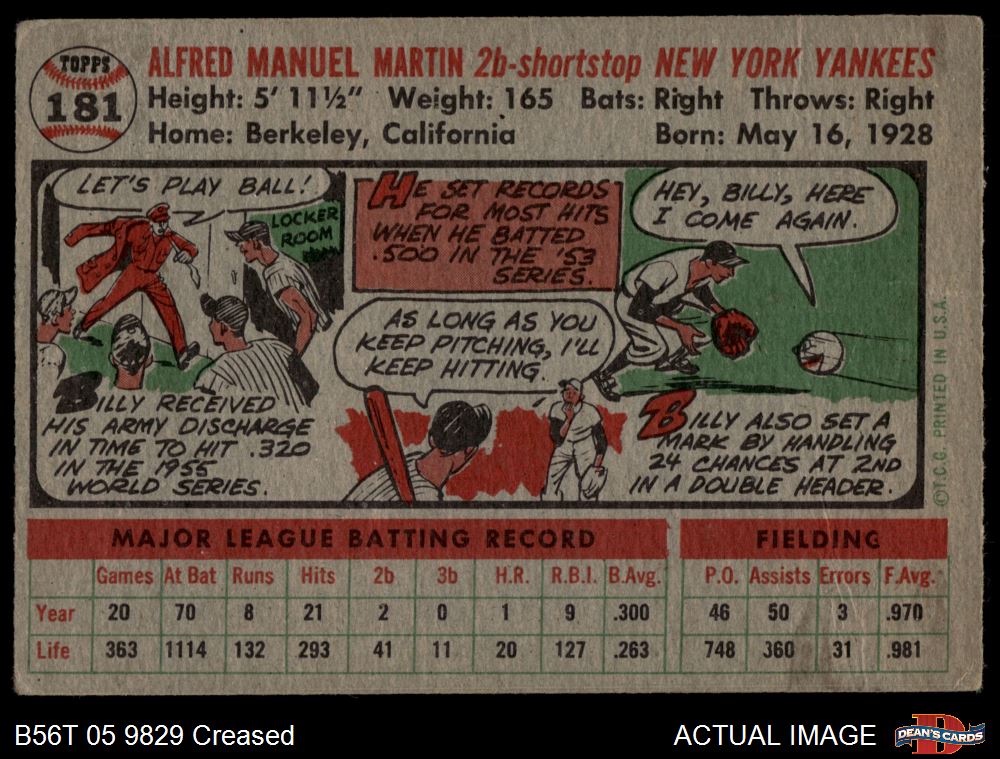 TOPPS
181
ALFRED MANUEL MARTIN 2b-shortstop NEW YORK YANKEES
Height: 5' 11½" Weight: 165 Bats: Right Throws: Right
Home: Berkeley, California Born: May 16, 1928
LET'S PLAY BALL!
LOCKER
ROOM
BILLY RECEIVED
HIS ARMY DISCHARGE
IN TIME TO HIT .320
IN THE 1955
WORLD SERIES.
HE SET RECORDS
FOR MOST HITS
WHEN HE BATTED
.500 IN THE '53
SERIES.
AS LONG AS YOU
KEEP PITCHING, I'LL
KEEP HITTING.
HEY, BILLY, HERE
I COME AGAIN.
BILLY ALSO SET A
MARK BY HANDLING
24 CHANCES AT 2ND
IN A DOUBLE HEADER.
©T.C.G. PRINTED IN U.S.A.
MAJOR LEAGUE BATTING RECORD FIELDING
Games At Bat Runs Hits 2b 3b H.R. R.B.I. B.Avg. P.O. Assists Errors F.Avg.
Year 20 70 8 21 2 0 1 9 .300 46 50 3 .970
Life 363 1114 132 293 41 11 20 127 .263 748 360 31 .981
B56T 05 9829 Creased ACTUAL IMAGE
D
DEAN'S CARDS